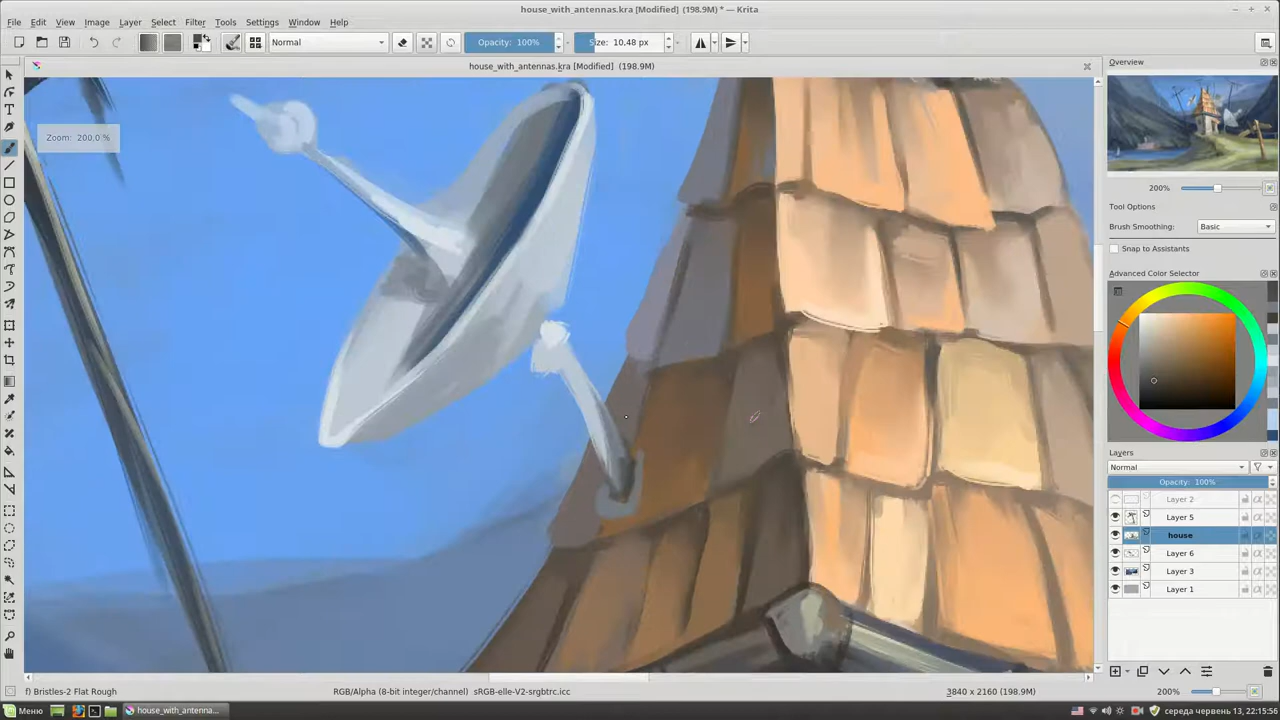 house_with_antennas.kra [Modified] (198.9M) * — Krita
File Edit View Image Layer Select Filter Tools Settings Window Help
Normal Opacity: 100% Size: 10.48 px
house_with_antennas.kra [Modified] (198.9M)
Zoom: 200.0 %
Overview
200%
Tool Options
Brush Smoothing: Basic
Snap to Assistants
Advanced Color Selector
Layers
Normal
Opacity: 100%
Layer 2
Layer 5
house
Layer 6
Layer 3
Layer 1
f) Bristles-2 Flat Rough RGB/Alpha (8-bit integer/channel) sRGB-elle-V2-srgbtrc.icc 3840 x 2160 (198.9M) 200%
Меню house_with_antenna... середа червень 13, 22:15:56